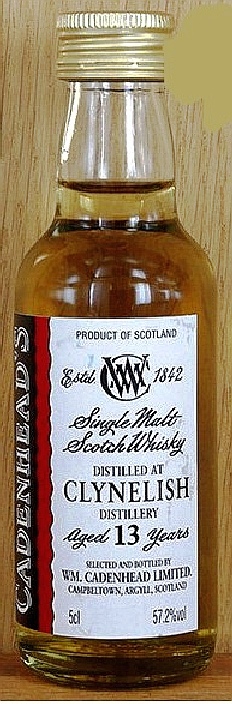 CADENHEAD'S
PRODUCT OF SCOTLAND
Estd WC 1842
Single Malt
Scotch Whisky
DISTILLED AT
CLYNELISH
DISTILLERY
Aged 13 Years
SELECTED AND BOTTLED BY
WM. CADENHEAD LIMITED.
CAMPBELTOWN, ARGYLL, SCOTLAND
5cl 57.2%vol